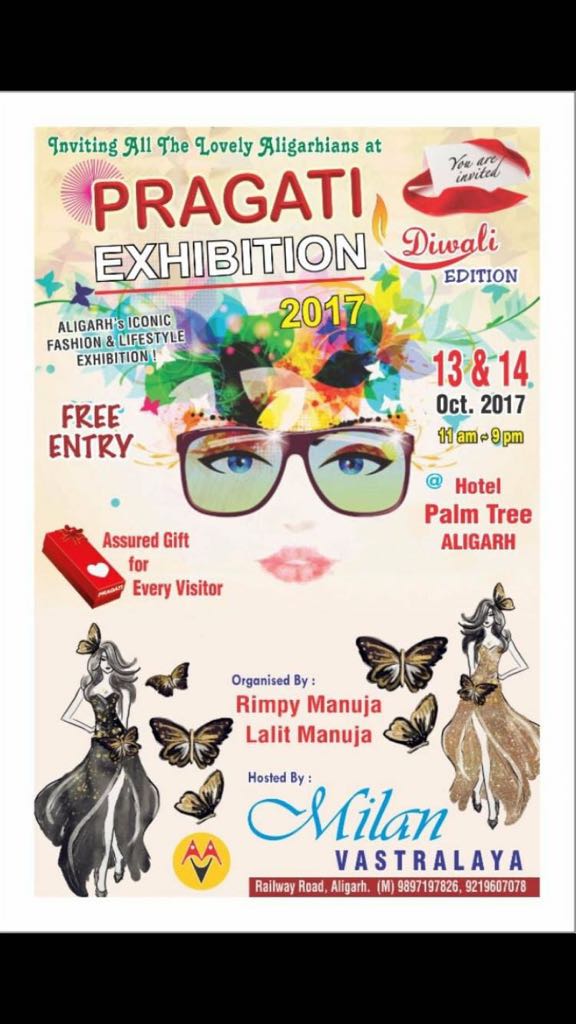 Inviting All The Lovely Aligarhians at
You are
invited
PRAGATI
EXHIBITION
Diwali
EDITION
2017
ALIGARH's ICONIC
FASHION & LIFESTYLE
EXHIBITION !
13 & 14
Oct. 2017
11 am ~ 9 pm
FREE
ENTRY
@ Hotel
Palm Tree
ALIGARH
Assured Gift
for
Every Visitor
PRAGATI
Organised By :
Rimpy Manuja
Lalit Manuja
Hosted By :
Milan
VASTRALAYA
Railway Road, Aligarh. (M) 9897197826, 9219607078